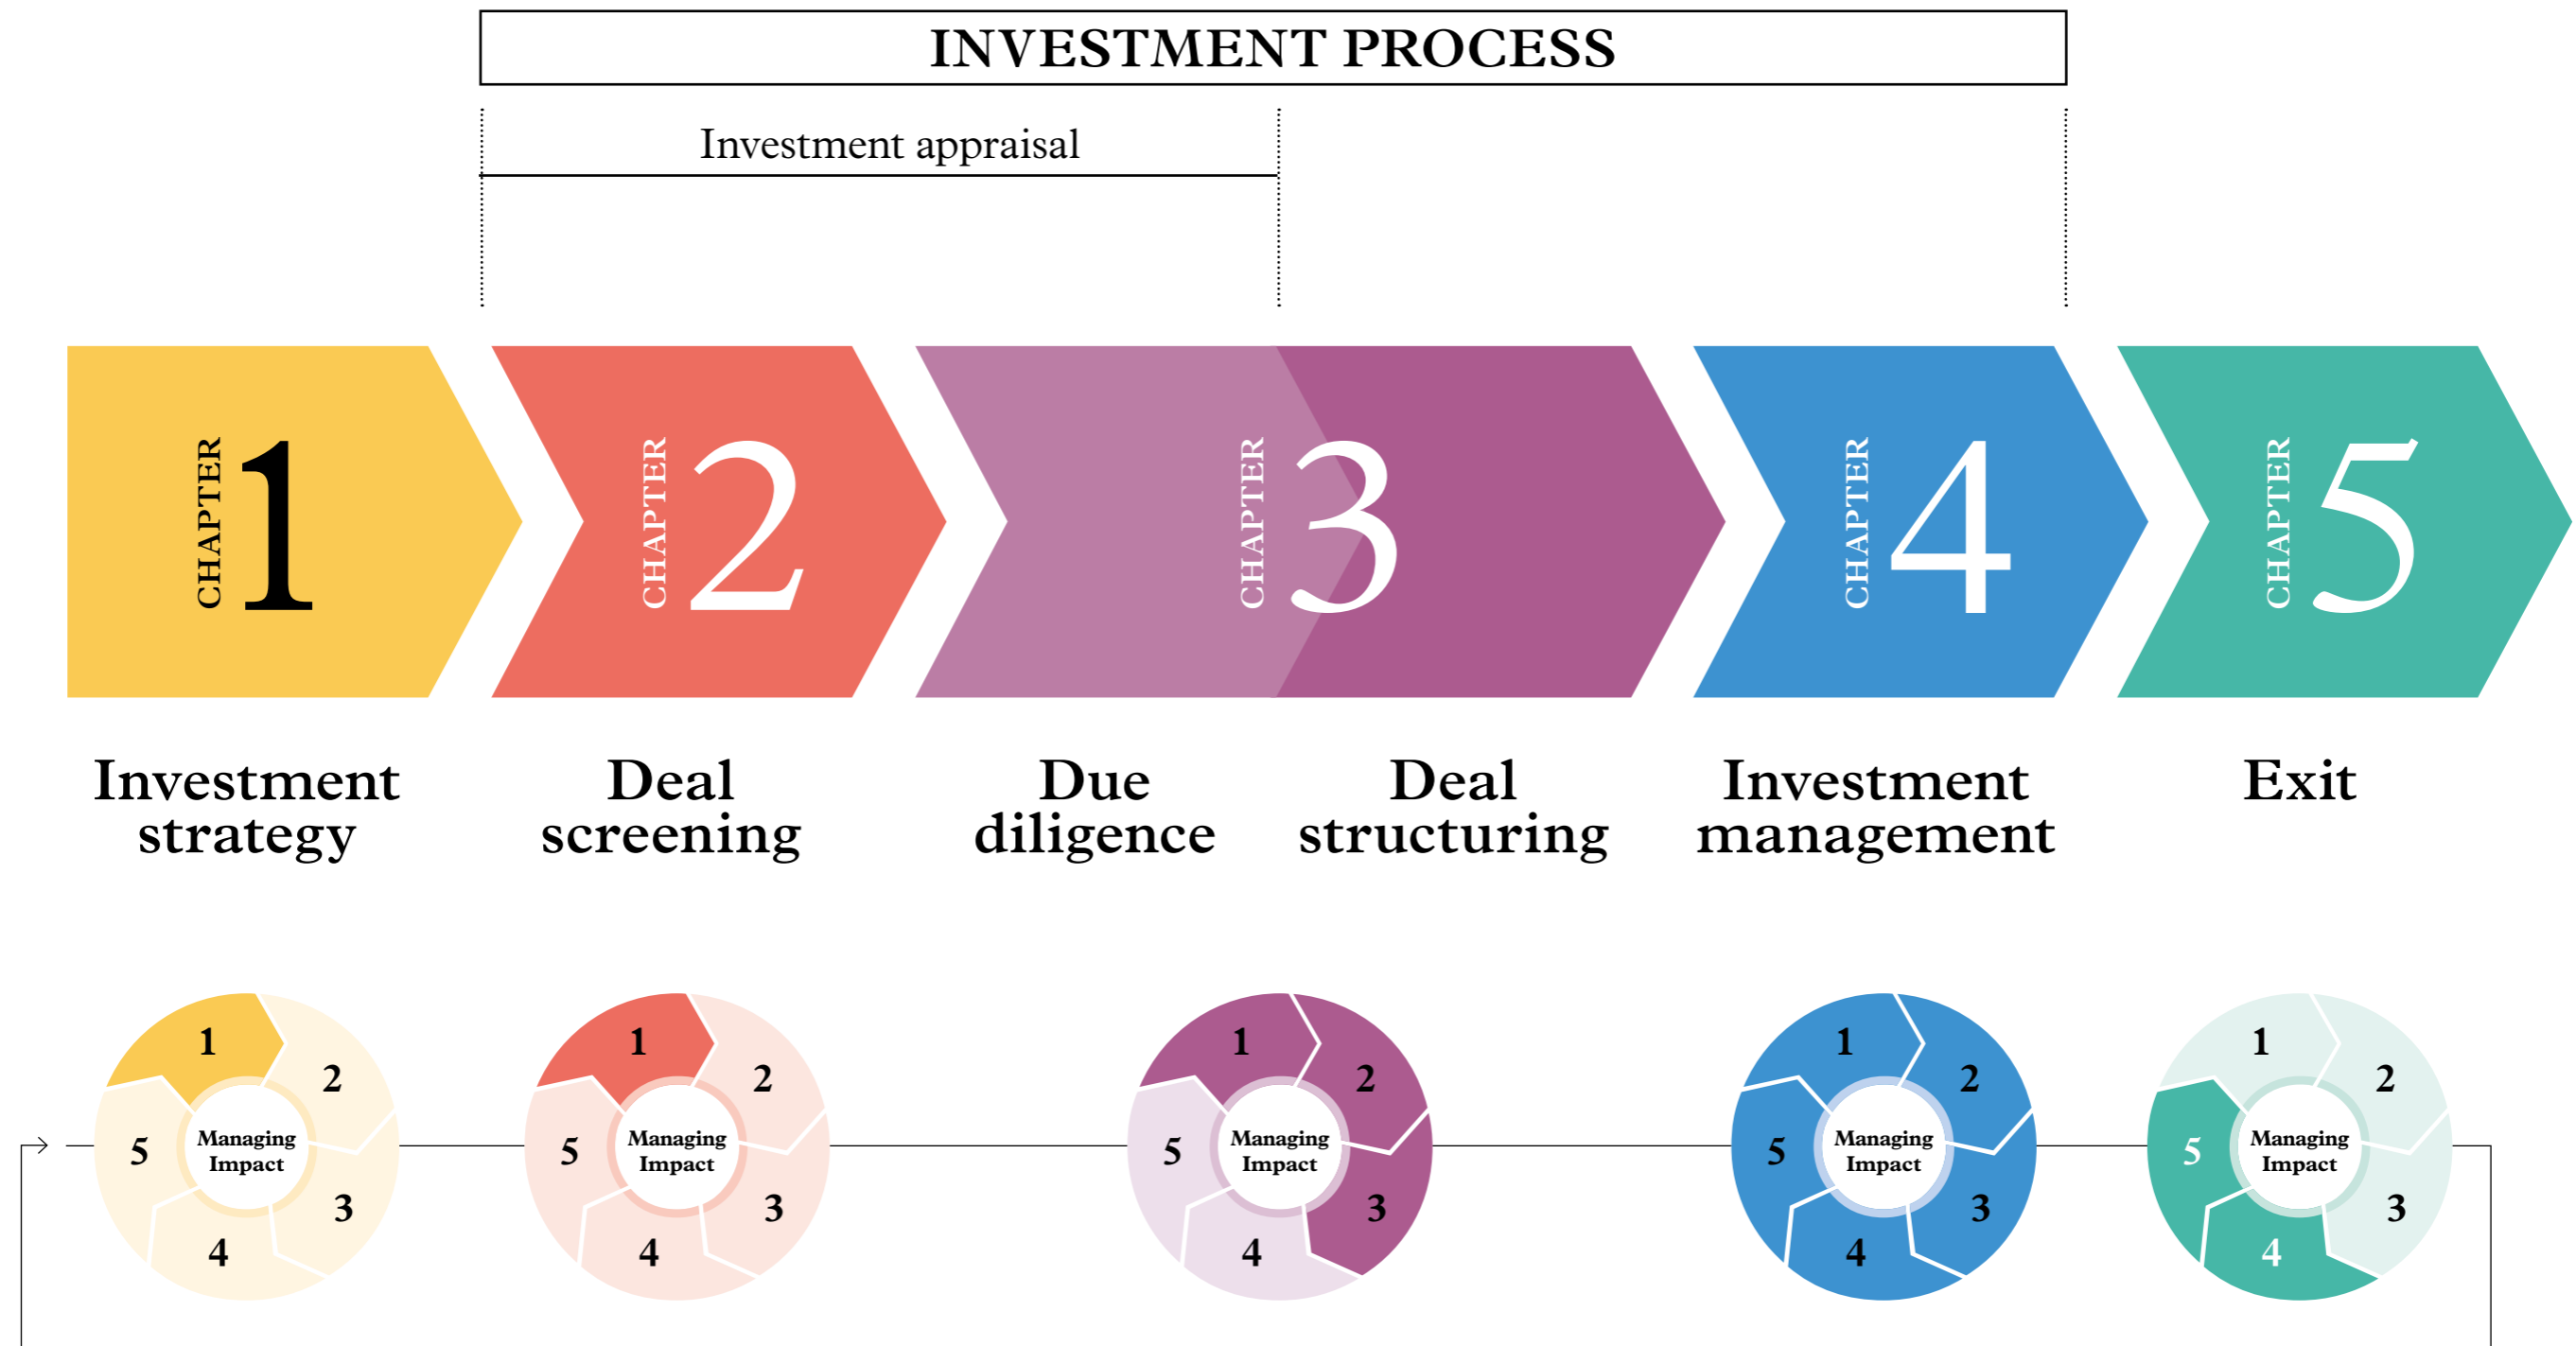 INVESTMENT PROCESS
Investment appraisal
CHAPTER 1
CHAPTER 2
CHAPTER 3
CHAPTER 4
CHAPTER 5
Investment
strategy
Deal
screening
Due
diligence
Deal
structuring
Investment
management
Exit
1
2
3
4
5
Managing
Impact
1
2
3
4
5
Managing
Impact
1
2
3
4
5
Managing
Impact
1
2
3
4
5
Managing
Impact
1
2
3
4
5
Managing
Impact